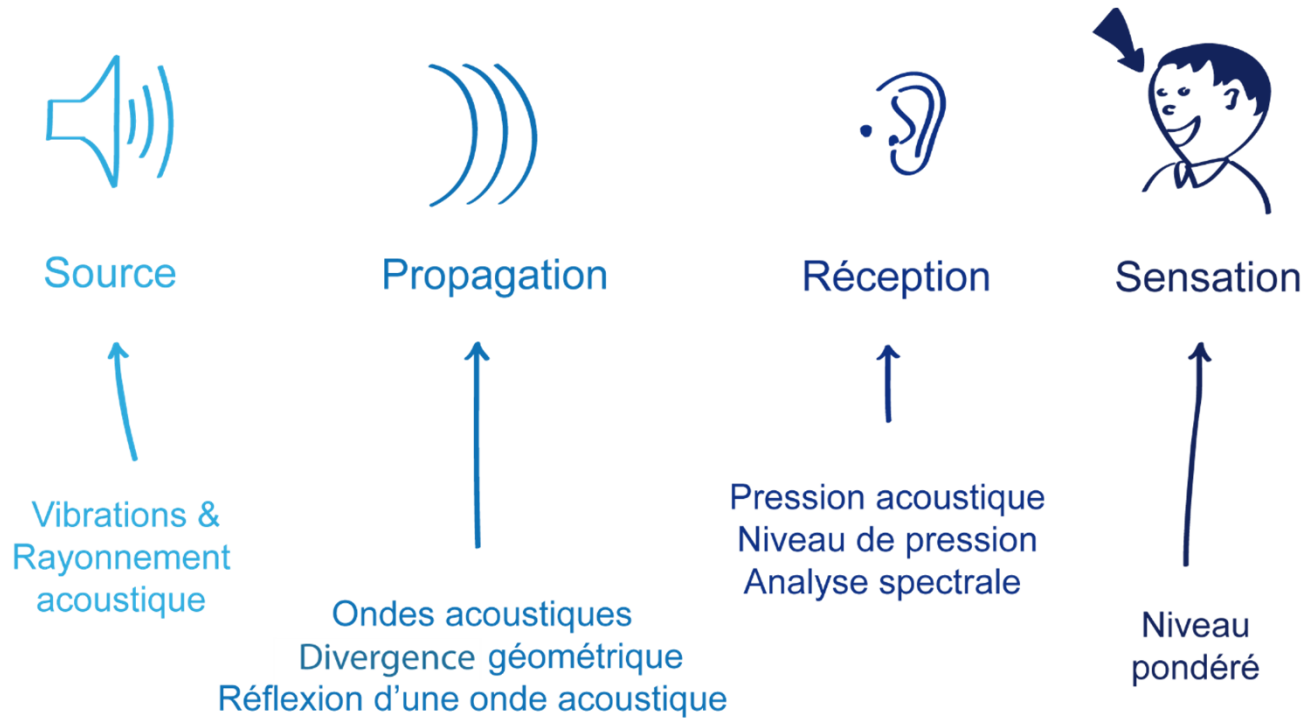 Source
Propagation
Réception
Sensation
Vibrations &
Rayonnement
acoustique
Ondes acoustiques
Divergence géométrique
Réflexion d’une onde acoustique
Pression acoustique
Niveau de pression
Analyse spectrale
Niveau
pondéré